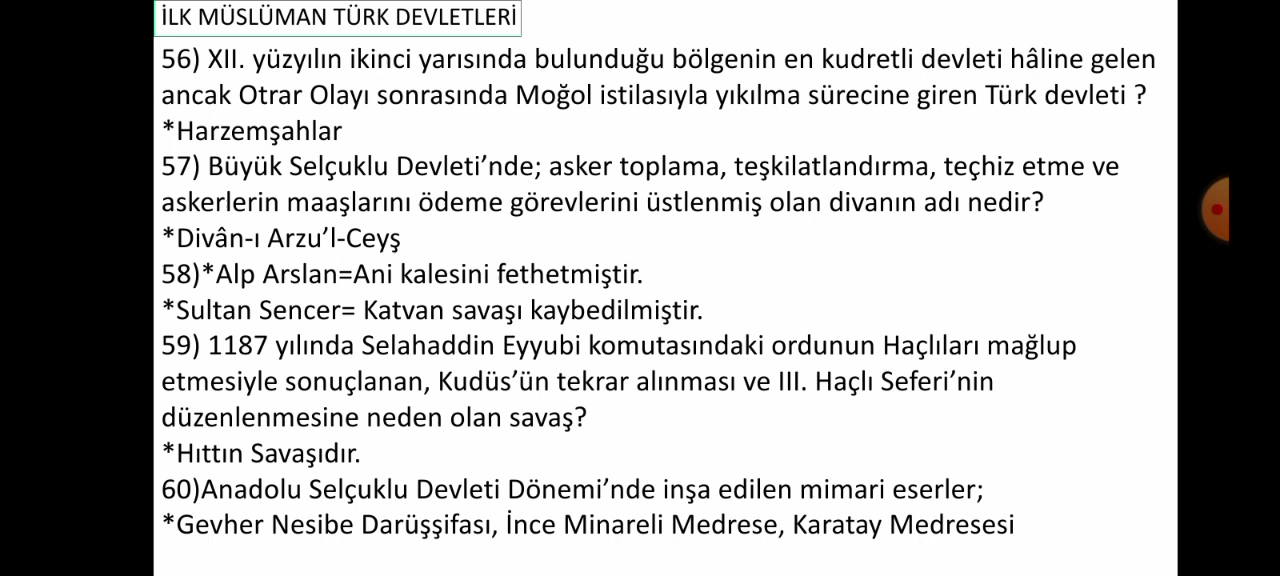 İLK MÜSLÜMAN TÜRK DEVLETLERİ
56) XII. yüzyılın ikinci yarısında bulunduğu bölgenin en kudretli devleti hâline gelen
ancak Otrar Olayı sonrasında Moğol istilasıyla yıkılma sürecine giren Türk devleti ?
*Harzemşahlar
57) Büyük Selçuklu Devleti’nde; asker toplama, teşkilatlandırma, teçhiz etme ve
askerlerin maaşlarını ödeme görevlerini üstlenmiş olan divanın adı nedir?
*Divân-ı Arzu’l-Ceyş
58)*Alp Arslan=Ani kalesini fethetmiştir.
*Sultan Sencer= Katvan savaşı kaybedilmiştir.
59) 1187 yılında Selahaddin Eyyubi komutasındaki ordunun Haçlıları mağlup
etmesiyle sonuçlanan, Kudüs’ün tekrar alınması ve III. Haçlı Seferi’nin
düzenlenmesine neden olan savaş?
*Hıttın Savaşıdır.
60)Anadolu Selçuklu Devleti Dönemi’nde inşa edilen mimari eserler;
*Gevher Nesibe Darüşşifası, İnce Minareli Medrese, Karatay Medresesi